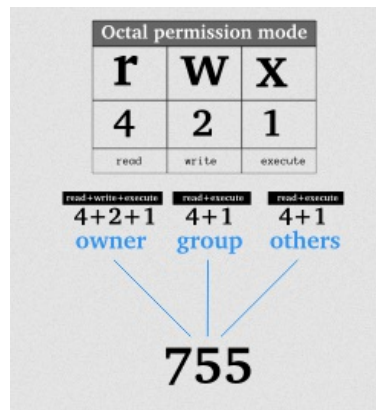 Octal permission mode
r w x
4 2 1
read write execute
read+write+execute read+execute read+execute
4+2+1 4+1 4+1
owner group others
755